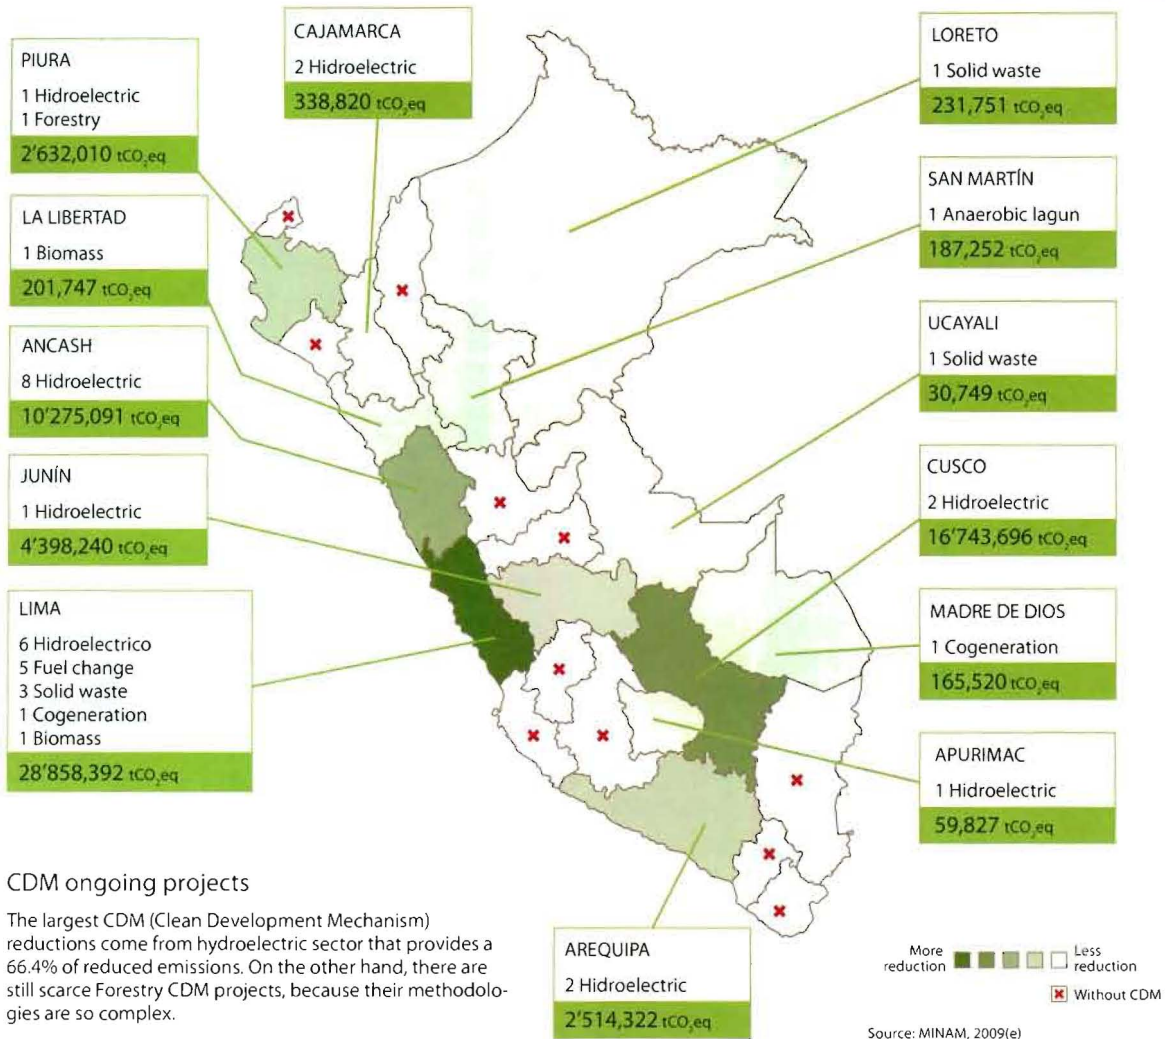 PIURA
1 Hidroelectric
1 Forestry
2'632,010 tCO₂eq
CAJAMARCA
2 Hidroelectric
338,820 tCO₂eq
LORETO
1 Solid waste
231,751 tCO₂eq
LA LIBERTAD
1 Biomass
201,747 tCO₂eq
SAN MARTÍN
1 Anaerobic lagun
187,252 tCO₂eq
ANCASH
8 Hidroelectric
10'275,091 tCO₂eq
UCAYALI
1 Solid waste
30,749 tCO₂eq
JUNÍN
1 Hidroelectric
4'398,240 tCO₂eq
CUSCO
2 Hidroelectric
16'743,696 tCO₂eq
LIMA
6 Hidroelectrico
5 Fuel change
3 Solid waste
1 Cogeneration
1 Biomass
28'858,392 tCO₂eq
MADRE DE DIOS
1 Cogeneration
165,520 tCO₂eq
APURIMAC
1 Hidroelectric
59,827 tCO₂eq
CDM ongoing projects
The largest CDM (Clean Development Mechanism)
reductions come from hydroelectric sector that provides a
66.4% of reduced emissions. On the other hand, there are
still scarce Forestry CDM projects, because their methodolo-
gies are so complex.
AREQUIPA
2 Hidroelectric
2'514,322 tCO₂eq
More
reduction
Less
reduction
Without CDM
Source: MINAM, 2009(e)